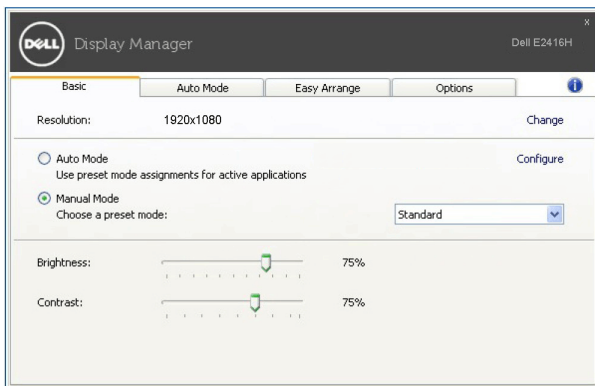 x
DELL Display Manager Dell E2416H
Basic Auto Mode Easy Arrange Options i
Resolution: 1920x1080 Change
Auto Mode Configure
Use preset mode assignments for active applications
Manual Mode
Choose a preset mode: Standard
Brightness: 75%
Contrast: 75%